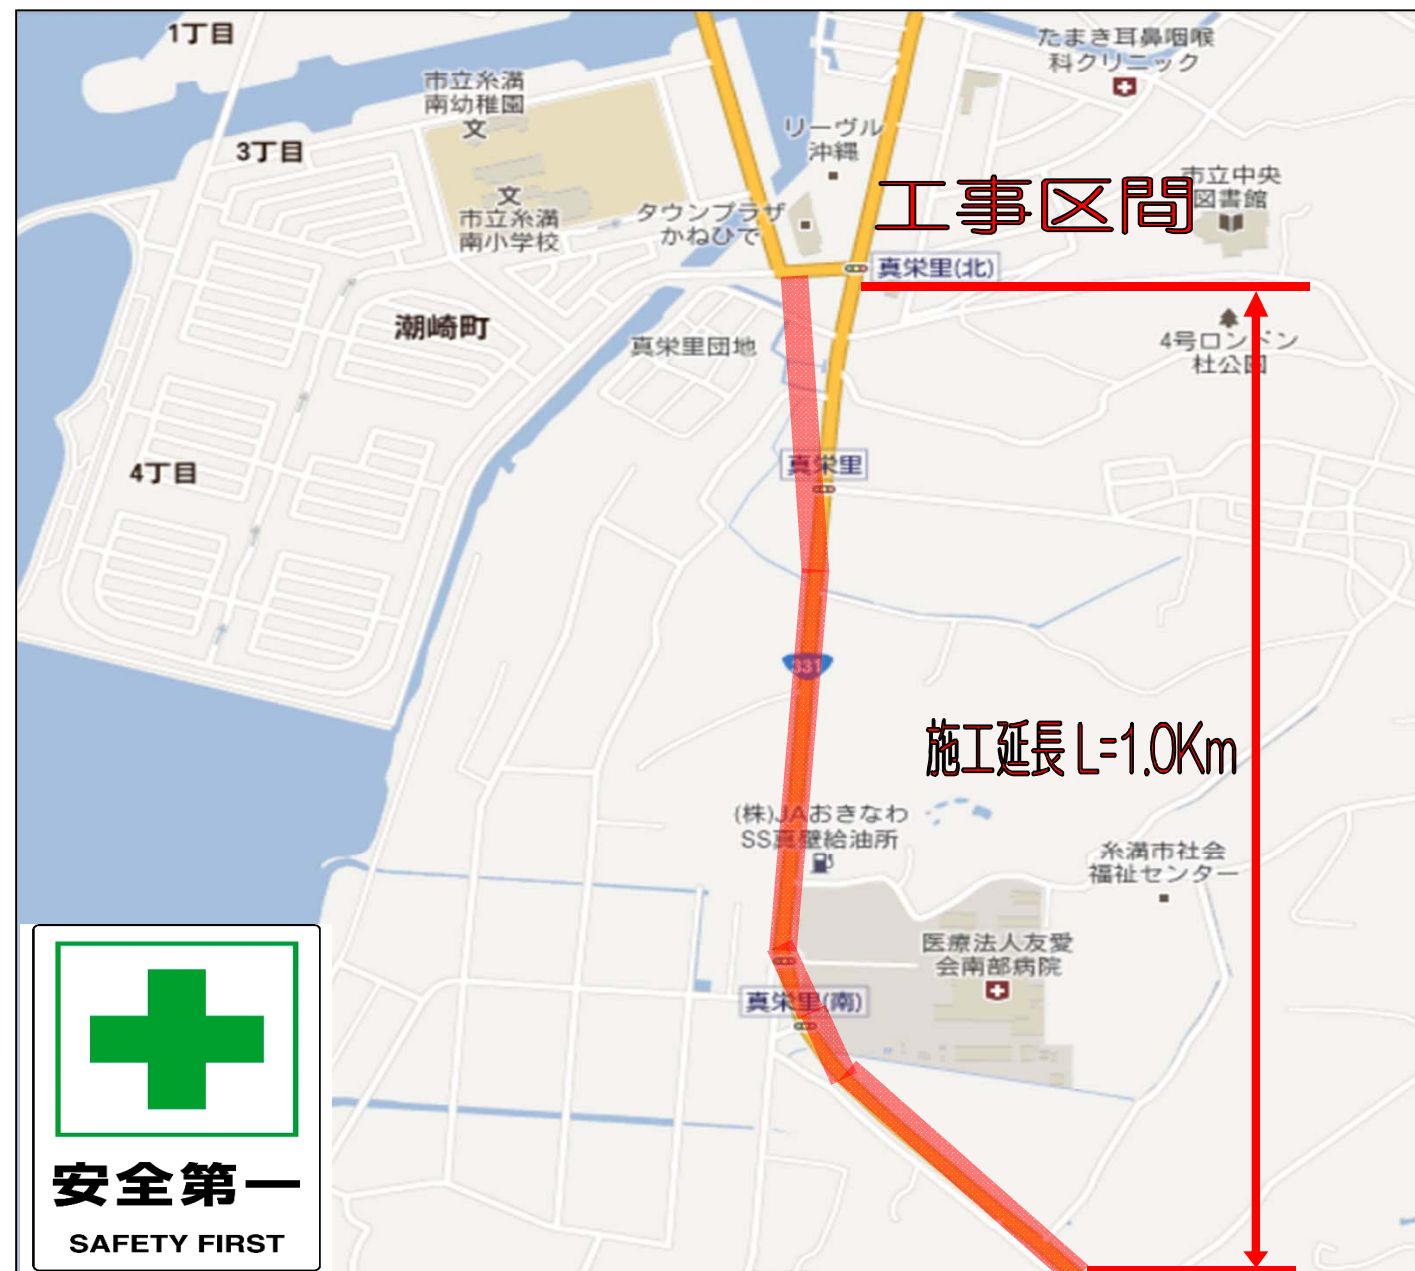 1丁目
市立糸満
南幼稚園
文
3丁目
文
市立糸満
南小学校
たまき耳鼻咽喉
科クリニック
リーヴル
沖縄
タウンプラザ
かねひで
工事区間
市立中央
図書館
真栄里(北)
潮崎町
真栄里団地
4号ロンドン
杜公園
4丁目
真栄里
331
施工延長 L=1.0Km
(株)JAおきなわ
SS真壁給油所
糸満市社会
福祉センター
医療法人友愛
会南部病院
真栄里(南)
安全第一
SAFETY FIRST